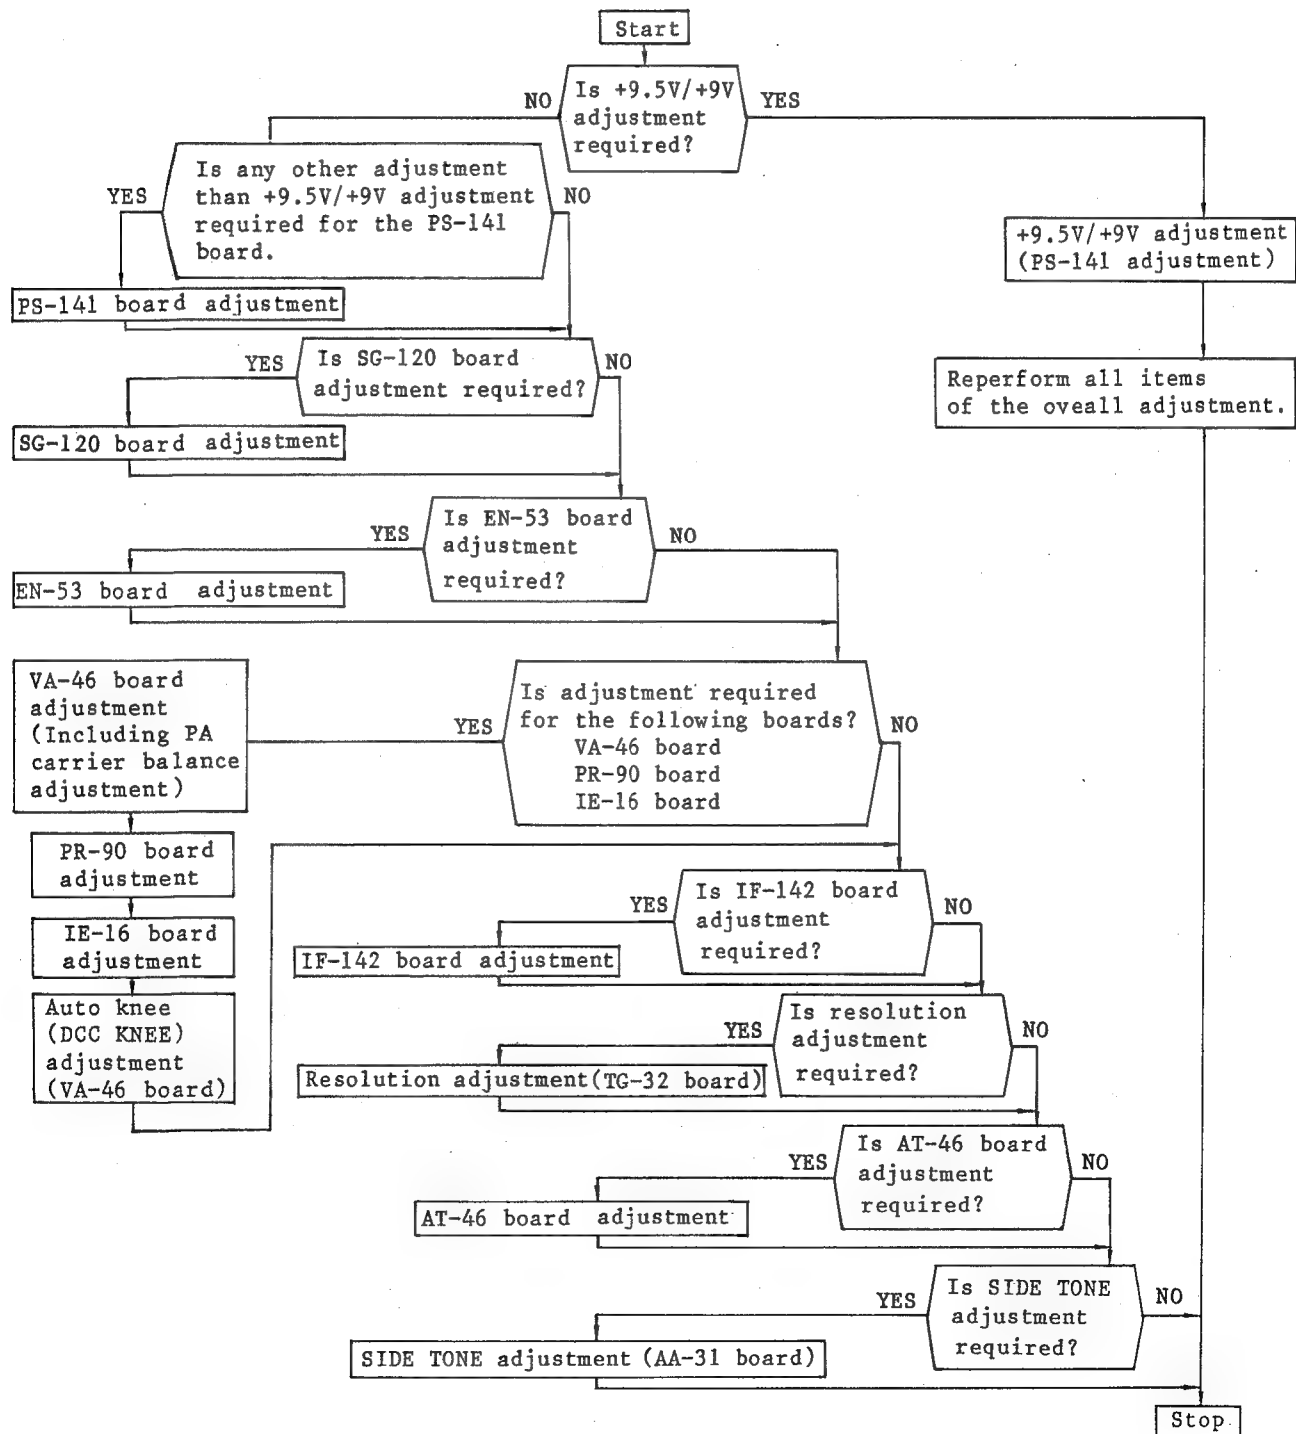 Start
Is +9.5V/+9V
adjustment
required?
NO
YES
Is any other adjustment
than +9.5V/+9V adjustment
required for the PS-141
board.
YES
NO
+9.5V/+9V adjustment
(PS-141 adjustment)
PS-141 board adjustment
Is SG-120 board
adjustment required?
YES
NO
Reperform all items
of the oveall adjustment.
SG-120 board adjustment
Is EN-53 board
adjustment
required?
YES
NO
EN-53 board adjustment
VA-46 board
adjustment
(Including PA
carrier balance
adjustment)
YES
Is adjustment required
for the following boards?
VA-46 board
PR-90 board
IE-16 board
NO
PR-90 board
adjustment
IE-16 board
adjustment
Auto knee
(DCC KNEE)
adjustment
(VA-46 board)
Is IF-142 board
adjustment
required?
YES
NO
IF-142 board adjustment
Is resolution
adjustment
required?
YES
NO
Resolution adjustment(TG-32 board)
Is AT-46 board
adjustment
required?
YES
NO
AT-46 board adjustment
Is SIDE TONE
adjustment
required?
YES
NO
SIDE TONE adjustment (AA-31 board)
Stop